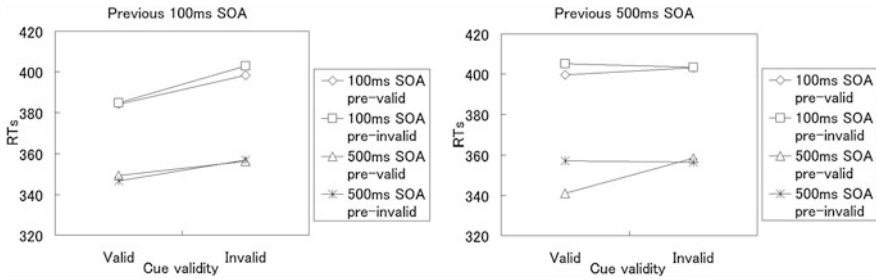 Previous 100ms SOA
420
400
380
360
340
320
RTs
Valid
Invalid
Cue validity
100ms SOA
pre-valid
100ms SOA
pre-invalid
500ms SOA
pre-valid
500ms SOA
pre-invalid
Previous 500ms SOA
420
400
380
360
340
320
RTs
Valid
Invalid
Cue validity
100ms SOA
pre-valid
100ms SOA
pre-invalid
500ms SOA
pre-valid
500ms SOA
pre-invalid